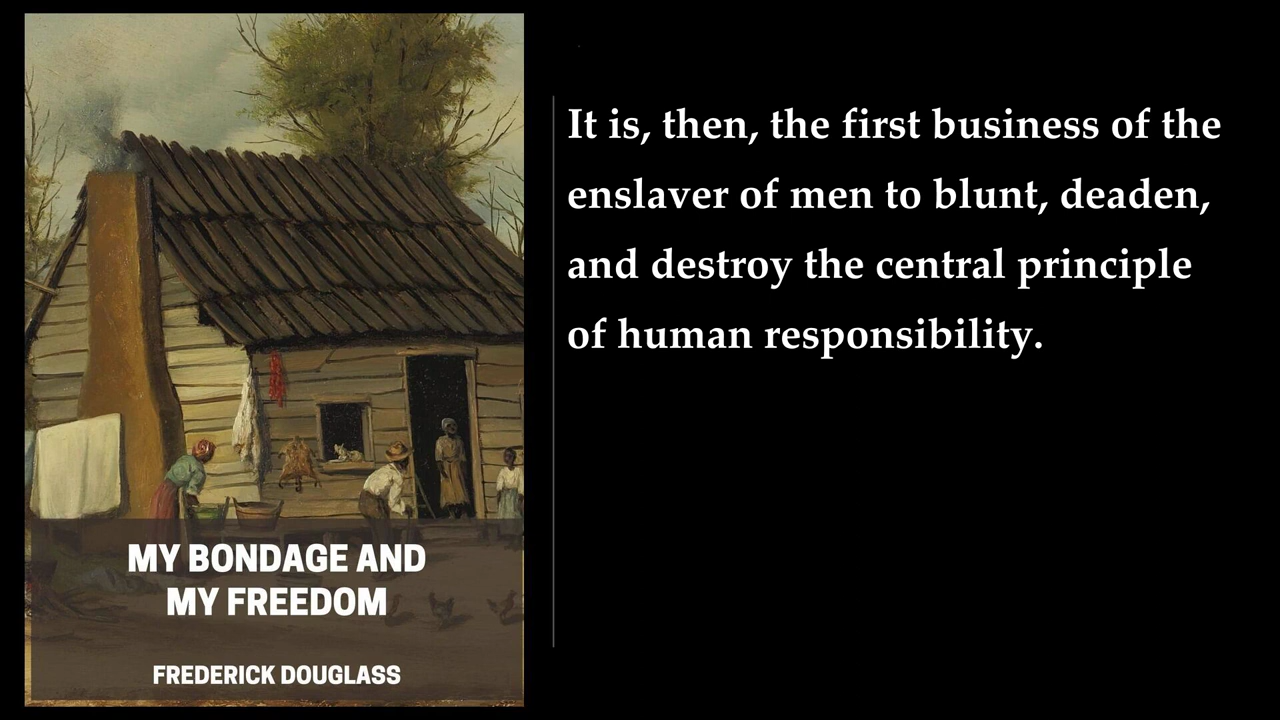 MY BONDAGE AND
MY FREEDOM
FREDERICK DOUGLASS
It is, then, the first business of the
enslaver of men to blunt, deaden,
and destroy the central principle
of human responsibility.